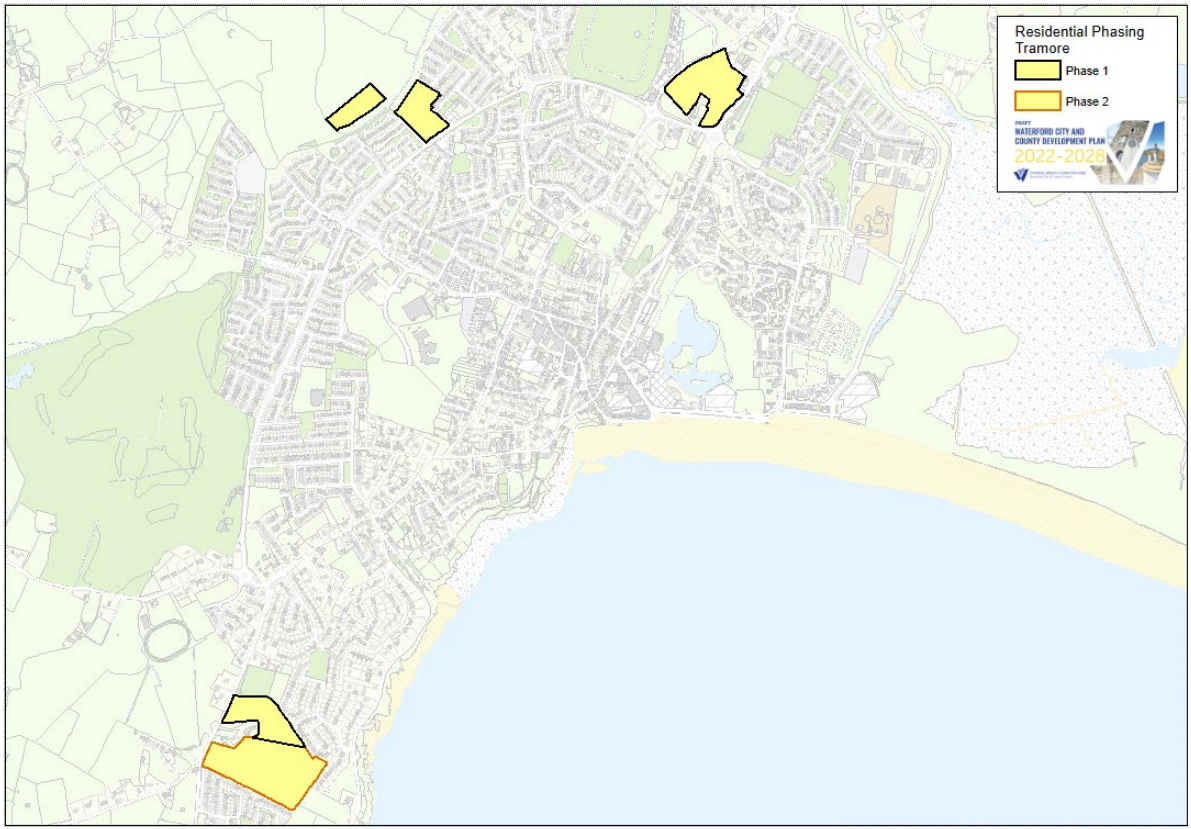 Residential Phasing
Tramore
Phase 1
Phase 2
DRAFT
WATERFORD CITY AND
COUNTY DEVELOPMENT PLAN
2022-2028